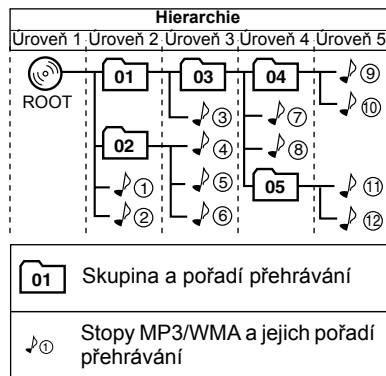 Hierarchie
Úroveň 1 Úroveň 2 Úroveň 3 Úroveň 4 Úroveň 5
01 03 04 ⑨
ROOT ⑩
③ ⑦
02 ④ ⑧
① ⑤ 05 ⑪
② ⑥ ⑫
01 Skupina a pořadí přehrávání
① Stopy MP3/WMA a jejich pořadí
přehrávání